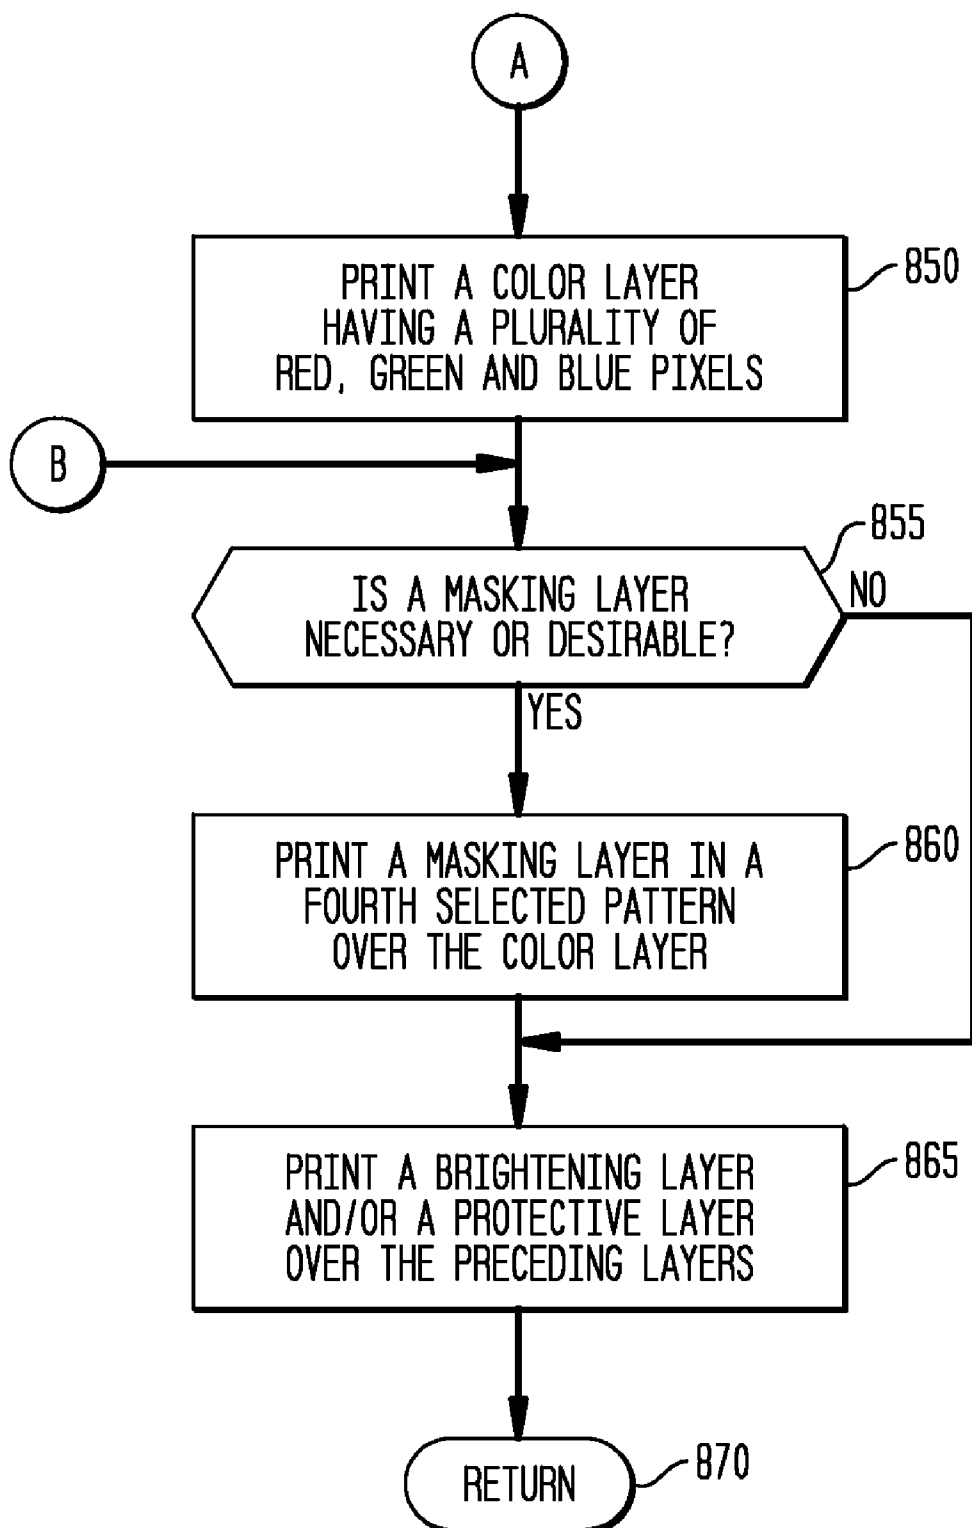 A
PRINT A COLOR LAYER
HAVING A PLURALITY OF
RED, GREEN AND BLUE PIXELS
850
B
855
IS A MASKING LAYER
NECESSARY OR DESIRABLE?
NO
YES
PRINT A MASKING LAYER IN A
FOURTH SELECTED PATTERN
OVER THE COLOR LAYER
860
PRINT A BRIGHTENING LAYER
AND/OR A PROTECTIVE LAYER
OVER THE PRECEDING LAYERS
865
RETURN
870